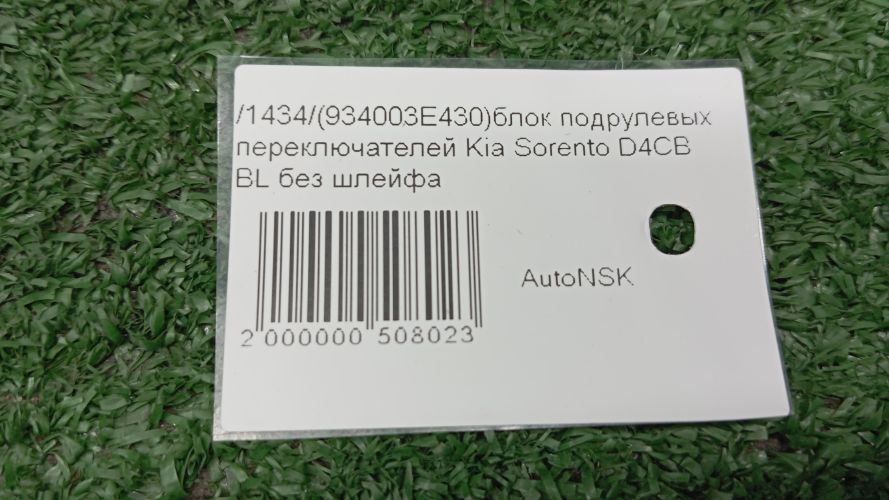 /1434/(934003E430)блок подрулевых
переключателей Kia Sorento D4CB
BL без шлейфа
AutoNSK
2 000000 508023